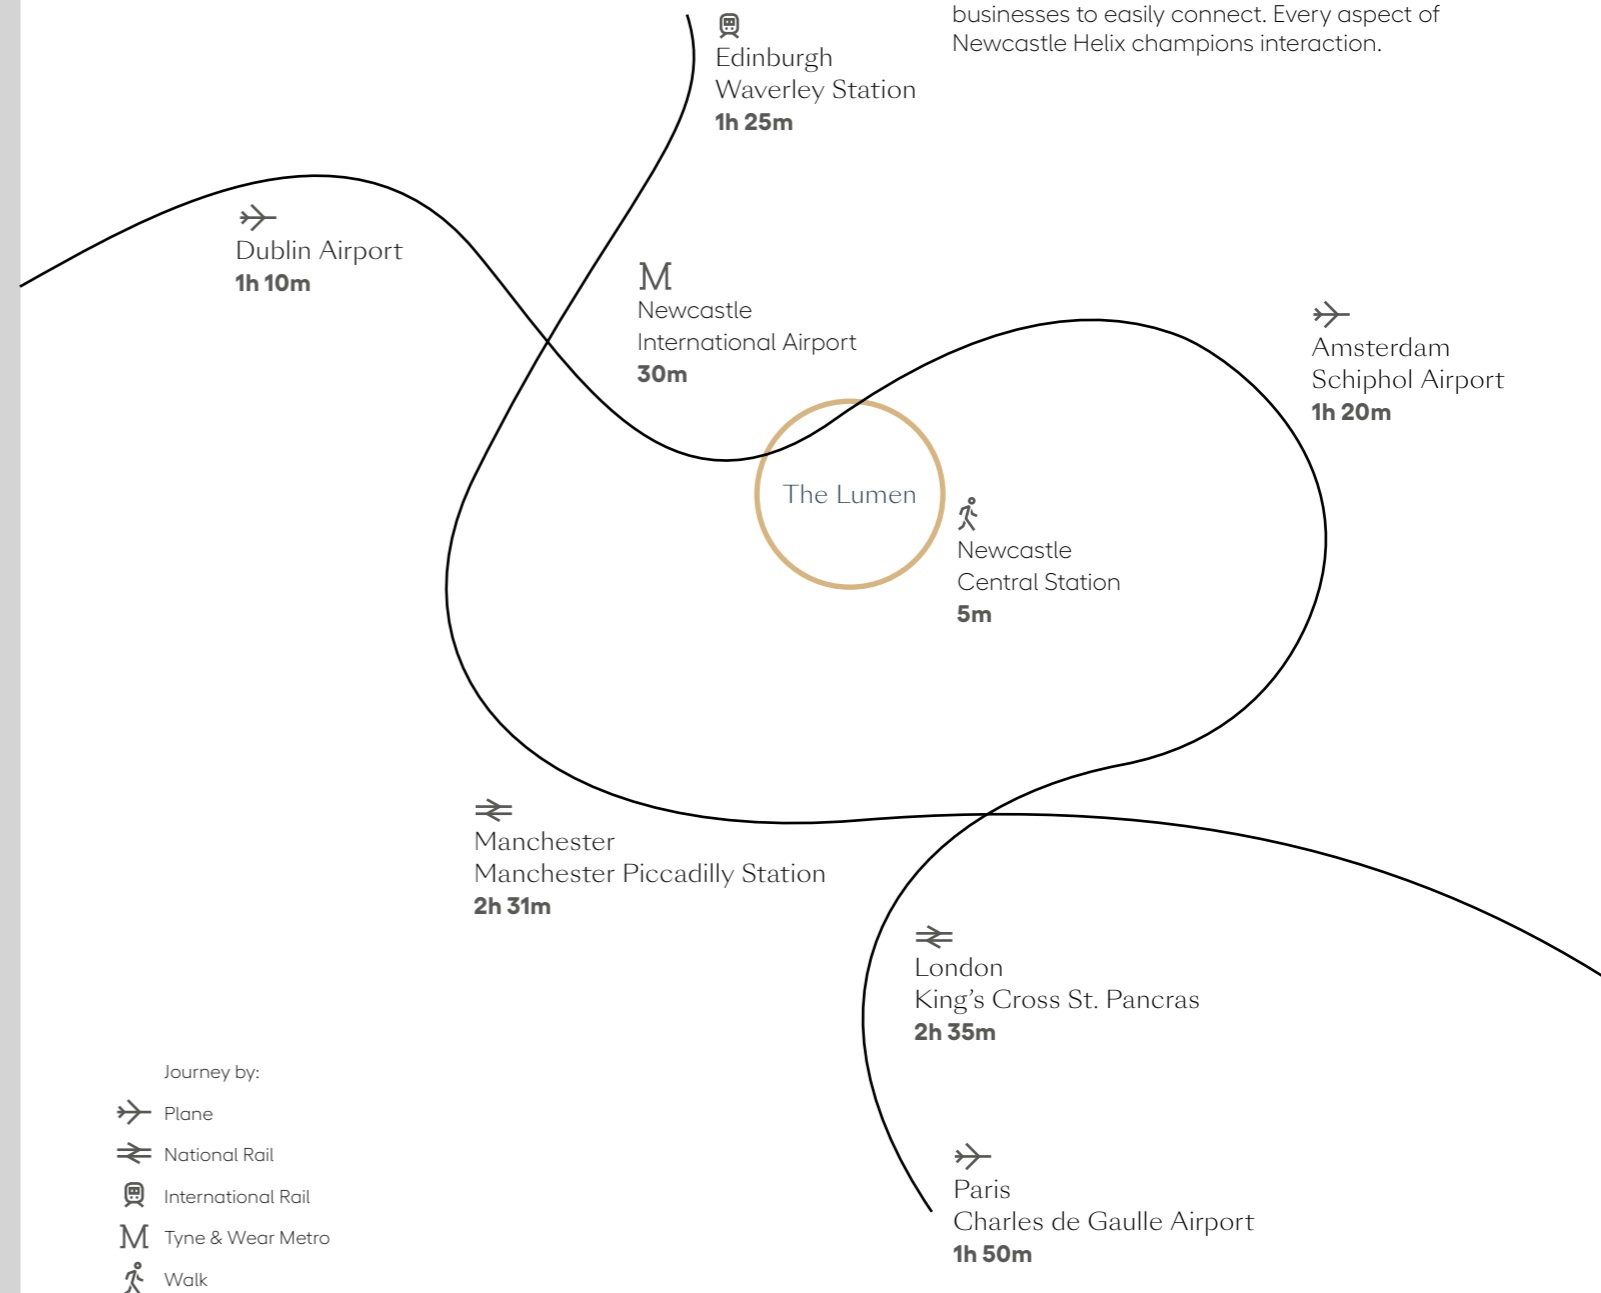 businesses to easily connect. Every aspect of
Newcastle Helix champions interaction.
Edinburgh
Waverley Station
1h 25m
Dublin Airport
1h 10m
M
Newcastle
International Airport
30m
Amsterdam
Schiphol Airport
1h 20m
The Lumen
Newcastle
Central Station
5m
Manchester
Manchester Piccadilly Station
2h 31m
London
King’s Cross St. Pancras
2h 35m
Paris
Charles de Gaulle Airport
1h 50m
Journey by:
Plane
National Rail
International Rail
M Tyne & Wear Metro
Walk